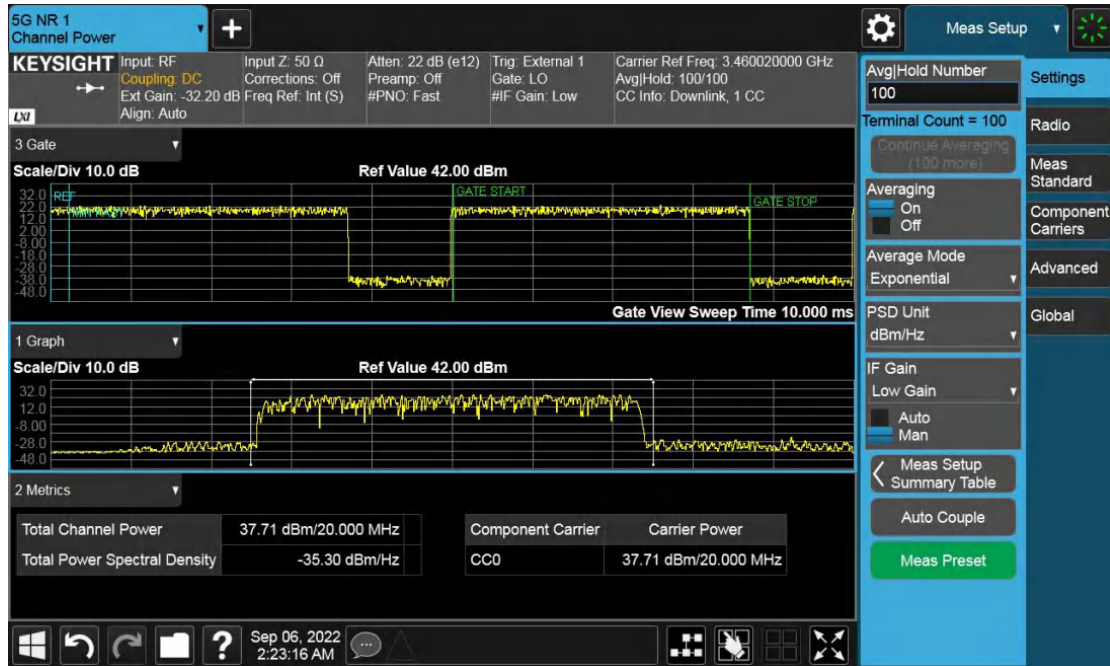 5G NR 1
Channel Power
Meas Setup
KEYSIGHT
LXI
Input: RF
Coupling: DC
Ext Gain: -32.20 dB
Align: Auto
Input Z: 50 Ω
Corrections: Off
Freq Ref: Int (S)
Atten: 22 dB (e12)
Preamp: Off
#PNO: Fast
Trig: External 1
Gate: LO
#IF Gain: Low
Carrier Ref Freq: 3.460020000 GHz
Avg|Hold: 100/100
CC Info: Downlink, 1 CC
3 Gate
Scale/Div 10.0 dB
Ref Value 42.00 dBm
32.0
22.0
12.0
2.00
-8.00
-18.0
-28.0
-38.0
-48.0
REF
GATE START
GATE STOP
Gate View Sweep Time 10.000 ms
1 Graph
Scale/Div 10.0 dB
Ref Value 42.00 dBm
32.0
12.0
-8.00
-28.0
-48.0
2 Metrics
Total Channel Power 37.71 dBm/20.000 MHz
Total Power Spectral Density -35.30 dBm/Hz
Component Carrier Carrier Power
CC0 37.71 dBm/20.000 MHz
Avg|Hold Number
100
Terminal Count = 100
Continue Averaging
(100 more)
Averaging
On
Off
Average Mode
Exponential
PSD Unit
dBm/Hz
IF Gain
Low Gain
Auto
Man
Meas Setup
Summary Table
Auto Couple
Meas Preset
Settings
Radio
Meas
Standard
Component
Carriers
Advanced
Global
Sep 06, 2022
2:23:16 AM